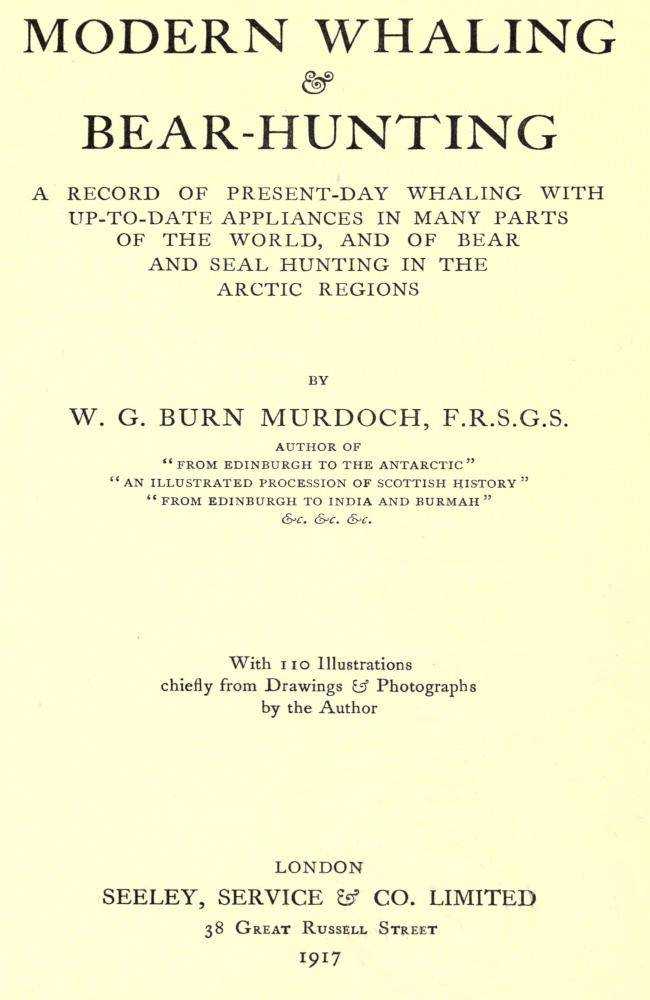 MODERN WHALING
&
BEAR-HUNTING
A RECORD OF PRESENT-DAY WHALING WITH
UP-TO-DATE APPLIANCES IN MANY PARTS
OF THE WORLD, AND OF BEAR
AND SEAL HUNTING IN THE
ARCTIC REGIONS
BY
W. G. BURN MURDOCH, F.R.S.G.S.
AUTHOR OF
“FROM EDINBURGH TO THE ANTARCTIC”
“AN ILLUSTRATED PROCESSION OF SCOTTISH HISTORY”
“FROM EDINBURGH TO INDIA AND BURMAH”
&c. &c. &c.
With 110 Illustrations
chiefly from Drawings & Photographs
by the Author
LONDON
SEELEY, SERVICE & CO. LIMITED
38 GREAT RUSSELL STREET
1917